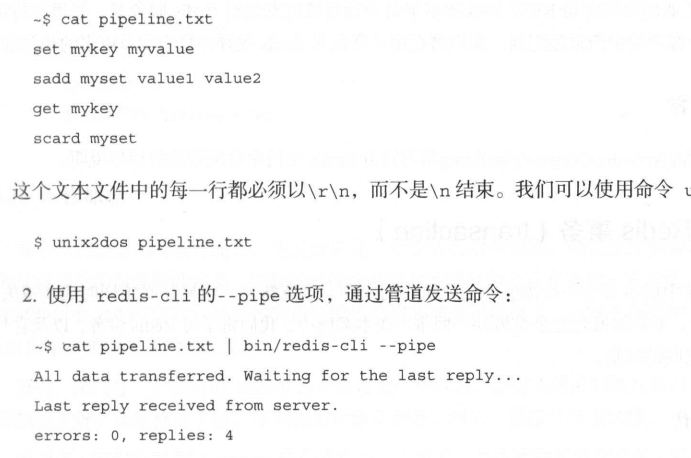 ~$ cat pipeline.txt
set mykey myvalue
sadd myset value1 value2
get mykey
scard myset
这个文本文件中的每一行都必须以\r\n，而不是\n 结束。我们可以使用命令 u
$ unix2dos pipeline.txt
2. 使用 redis-cli 的--pipe 选项，通过管道发送命令：
~$ cat pipeline.txt | bin/redis-cli --pipe
All data transferred. Waiting for the last reply...
Last reply received from server.
errors: 0, replies: 4